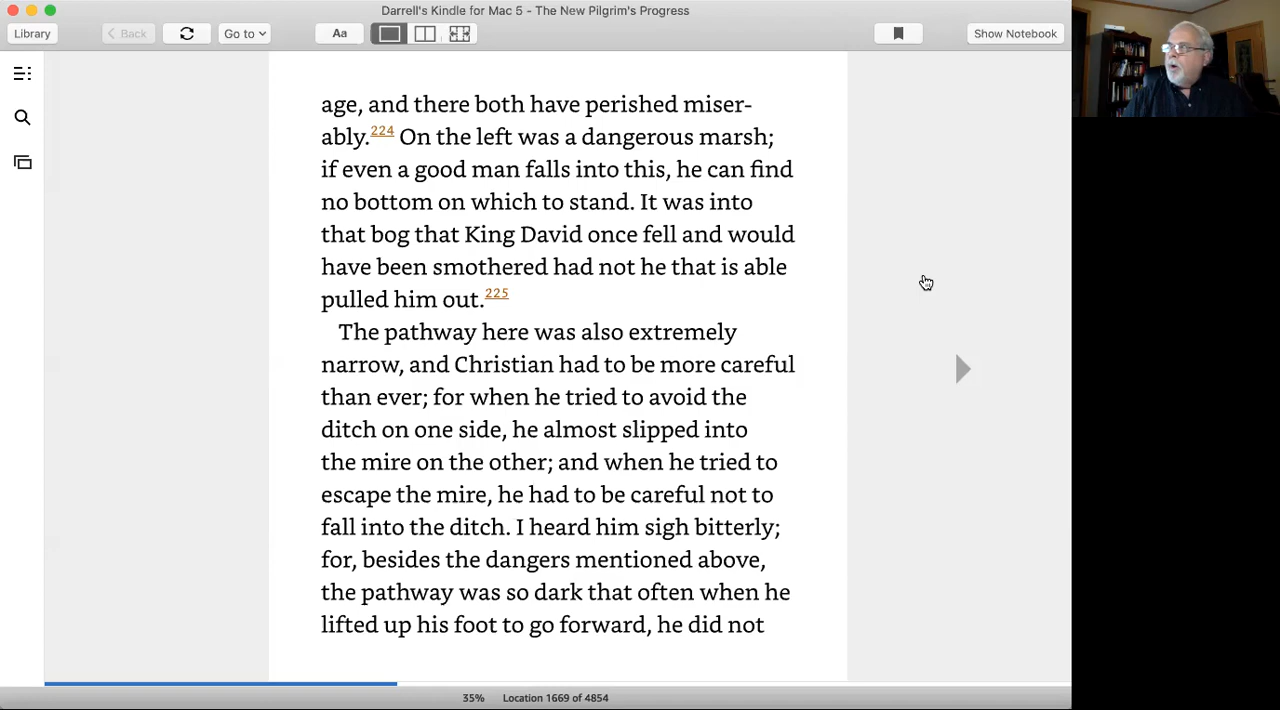 Darrell's Kindle for Mac 5 - The New Pilgrim's Progress
Library
Back
Go to
Aa
Show Notebook
age, and there both have perished miser-
ably.224 On the left was a dangerous marsh;
if even a good man falls into this, he can find
no bottom on which to stand. It was into
that bog that King David once fell and would
have been smothered had not he that is able
pulled him out.225
The pathway here was also extremely
narrow, and Christian had to be more careful
than ever; for when he tried to avoid the
ditch on one side, he almost slipped into
the mire on the other; and when he tried to
escape the mire, he had to be careful not to
fall into the ditch. I heard him sigh bitterly;
for, besides the dangers mentioned above,
the pathway was so dark that often when he
lifted up his foot to go forward, he did not
35% Location 1669 of 4854